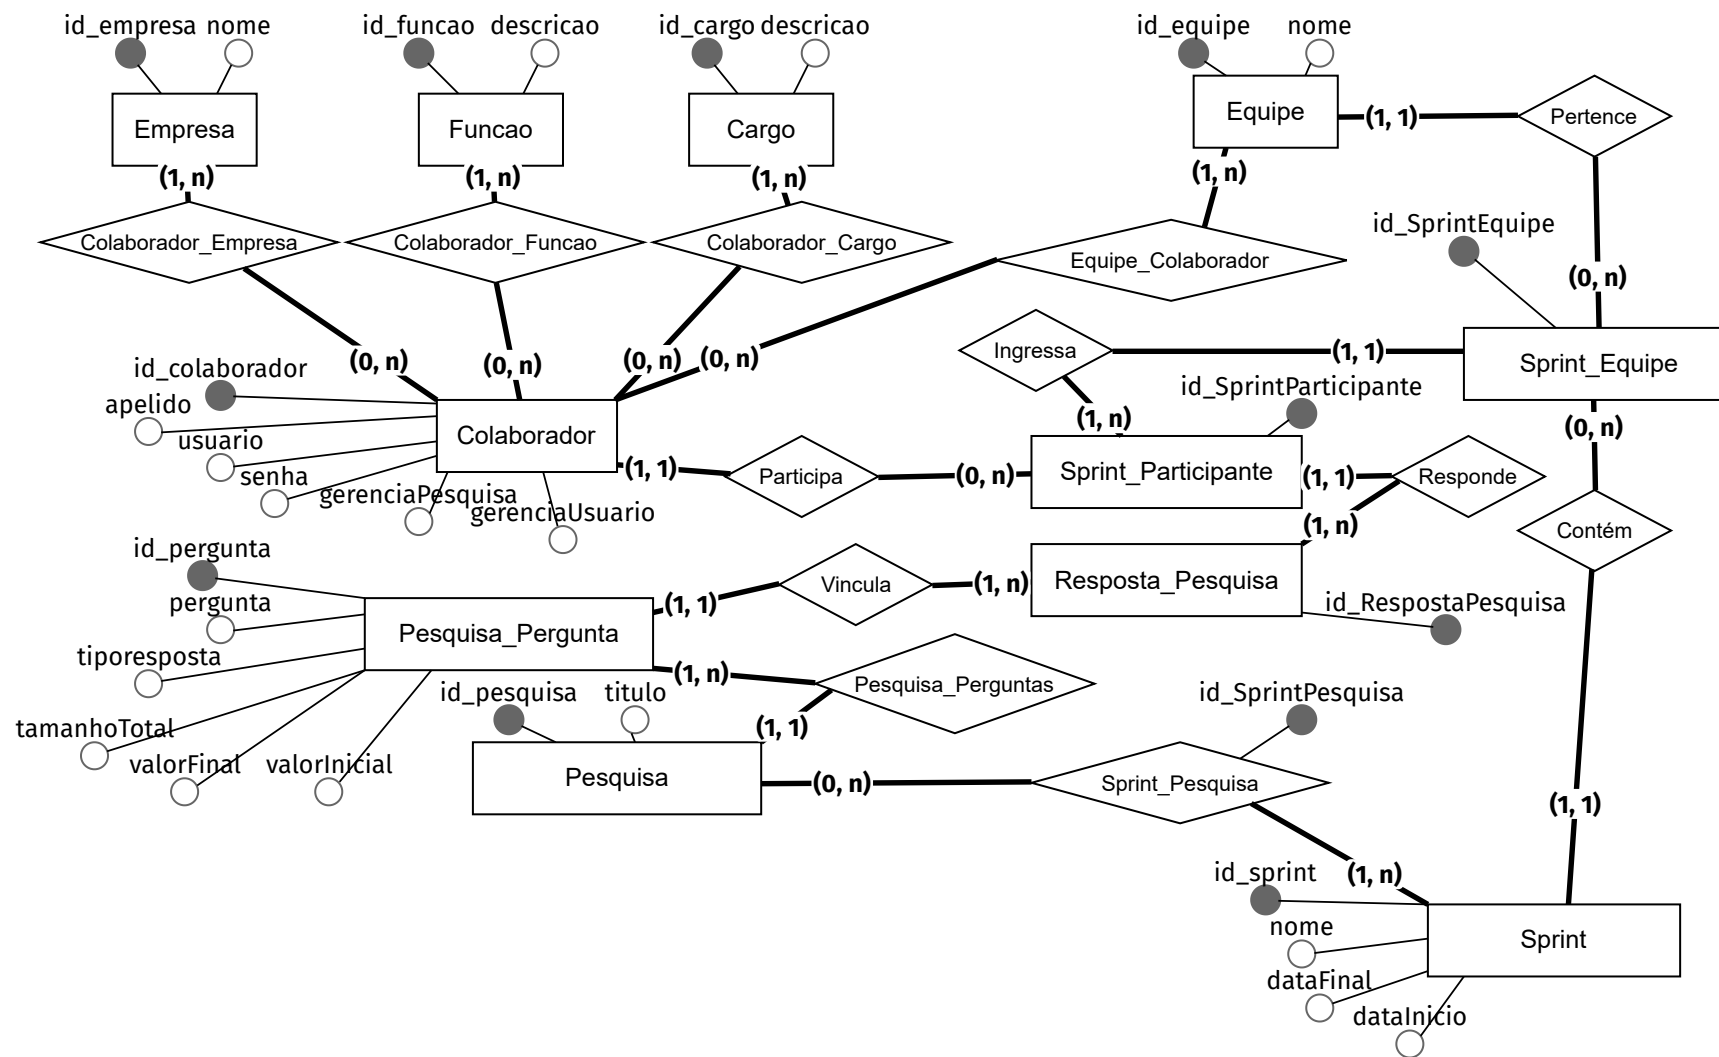 id_empresa nome
id_funcao descricao
id_cargo descricao
id_equipe nome
Empresa
Funcao
Cargo
Equipe
(1, 1)
Pertence
(1, n)
(1, n)
(1, n)
(1, n)
Colaborador_Empresa
Colaborador_Funcao
Colaborador_Cargo
Equipe_Colaborador
id_SprintEquipe
(0, n)
(0, n)
(0, n)
(0, n)
(0, n)
Ingressa
(1, 1)
Sprint_Equipe
id_colaborador
apelido
usuario
senha
gerenciaPesquisa
gerenciaUsuario
Colaborador
(1, 1)
Participa
(0, n)
(1, n)
id_SprintParticipante
Sprint_Participante
(1, 1)
Responde
(0, n)
(1, n)
Contém
id_pergunta
pergunta
tiporesposta
tamanhoTotal
valorFinal
valorInicial
Pesquisa_Pergunta
(1, 1)
Vincula
(1, n)
Resposta_Pesquisa
id_RespostaPesquisa
(1, n)
Pesquisa_Perguntas
id_pesquisa
titulo
(1, 1)
Pesquisa
(0, n)
id_SprintPesquisa
Sprint_Pesquisa
(1, 1)
(1, n)
id_sprint
nome
dataFinal
dataInicio
Sprint